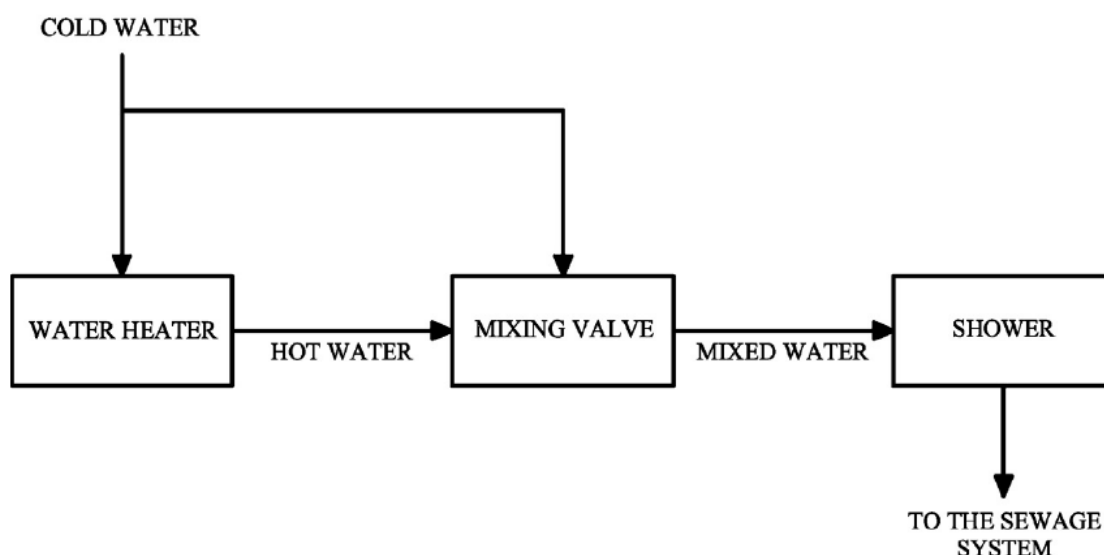 COLD WATER
WATER HEATER
HOT WATER
MIXING VALVE
MIXED WATER
SHOWER
TO THE SEWAGE
SYSTEM